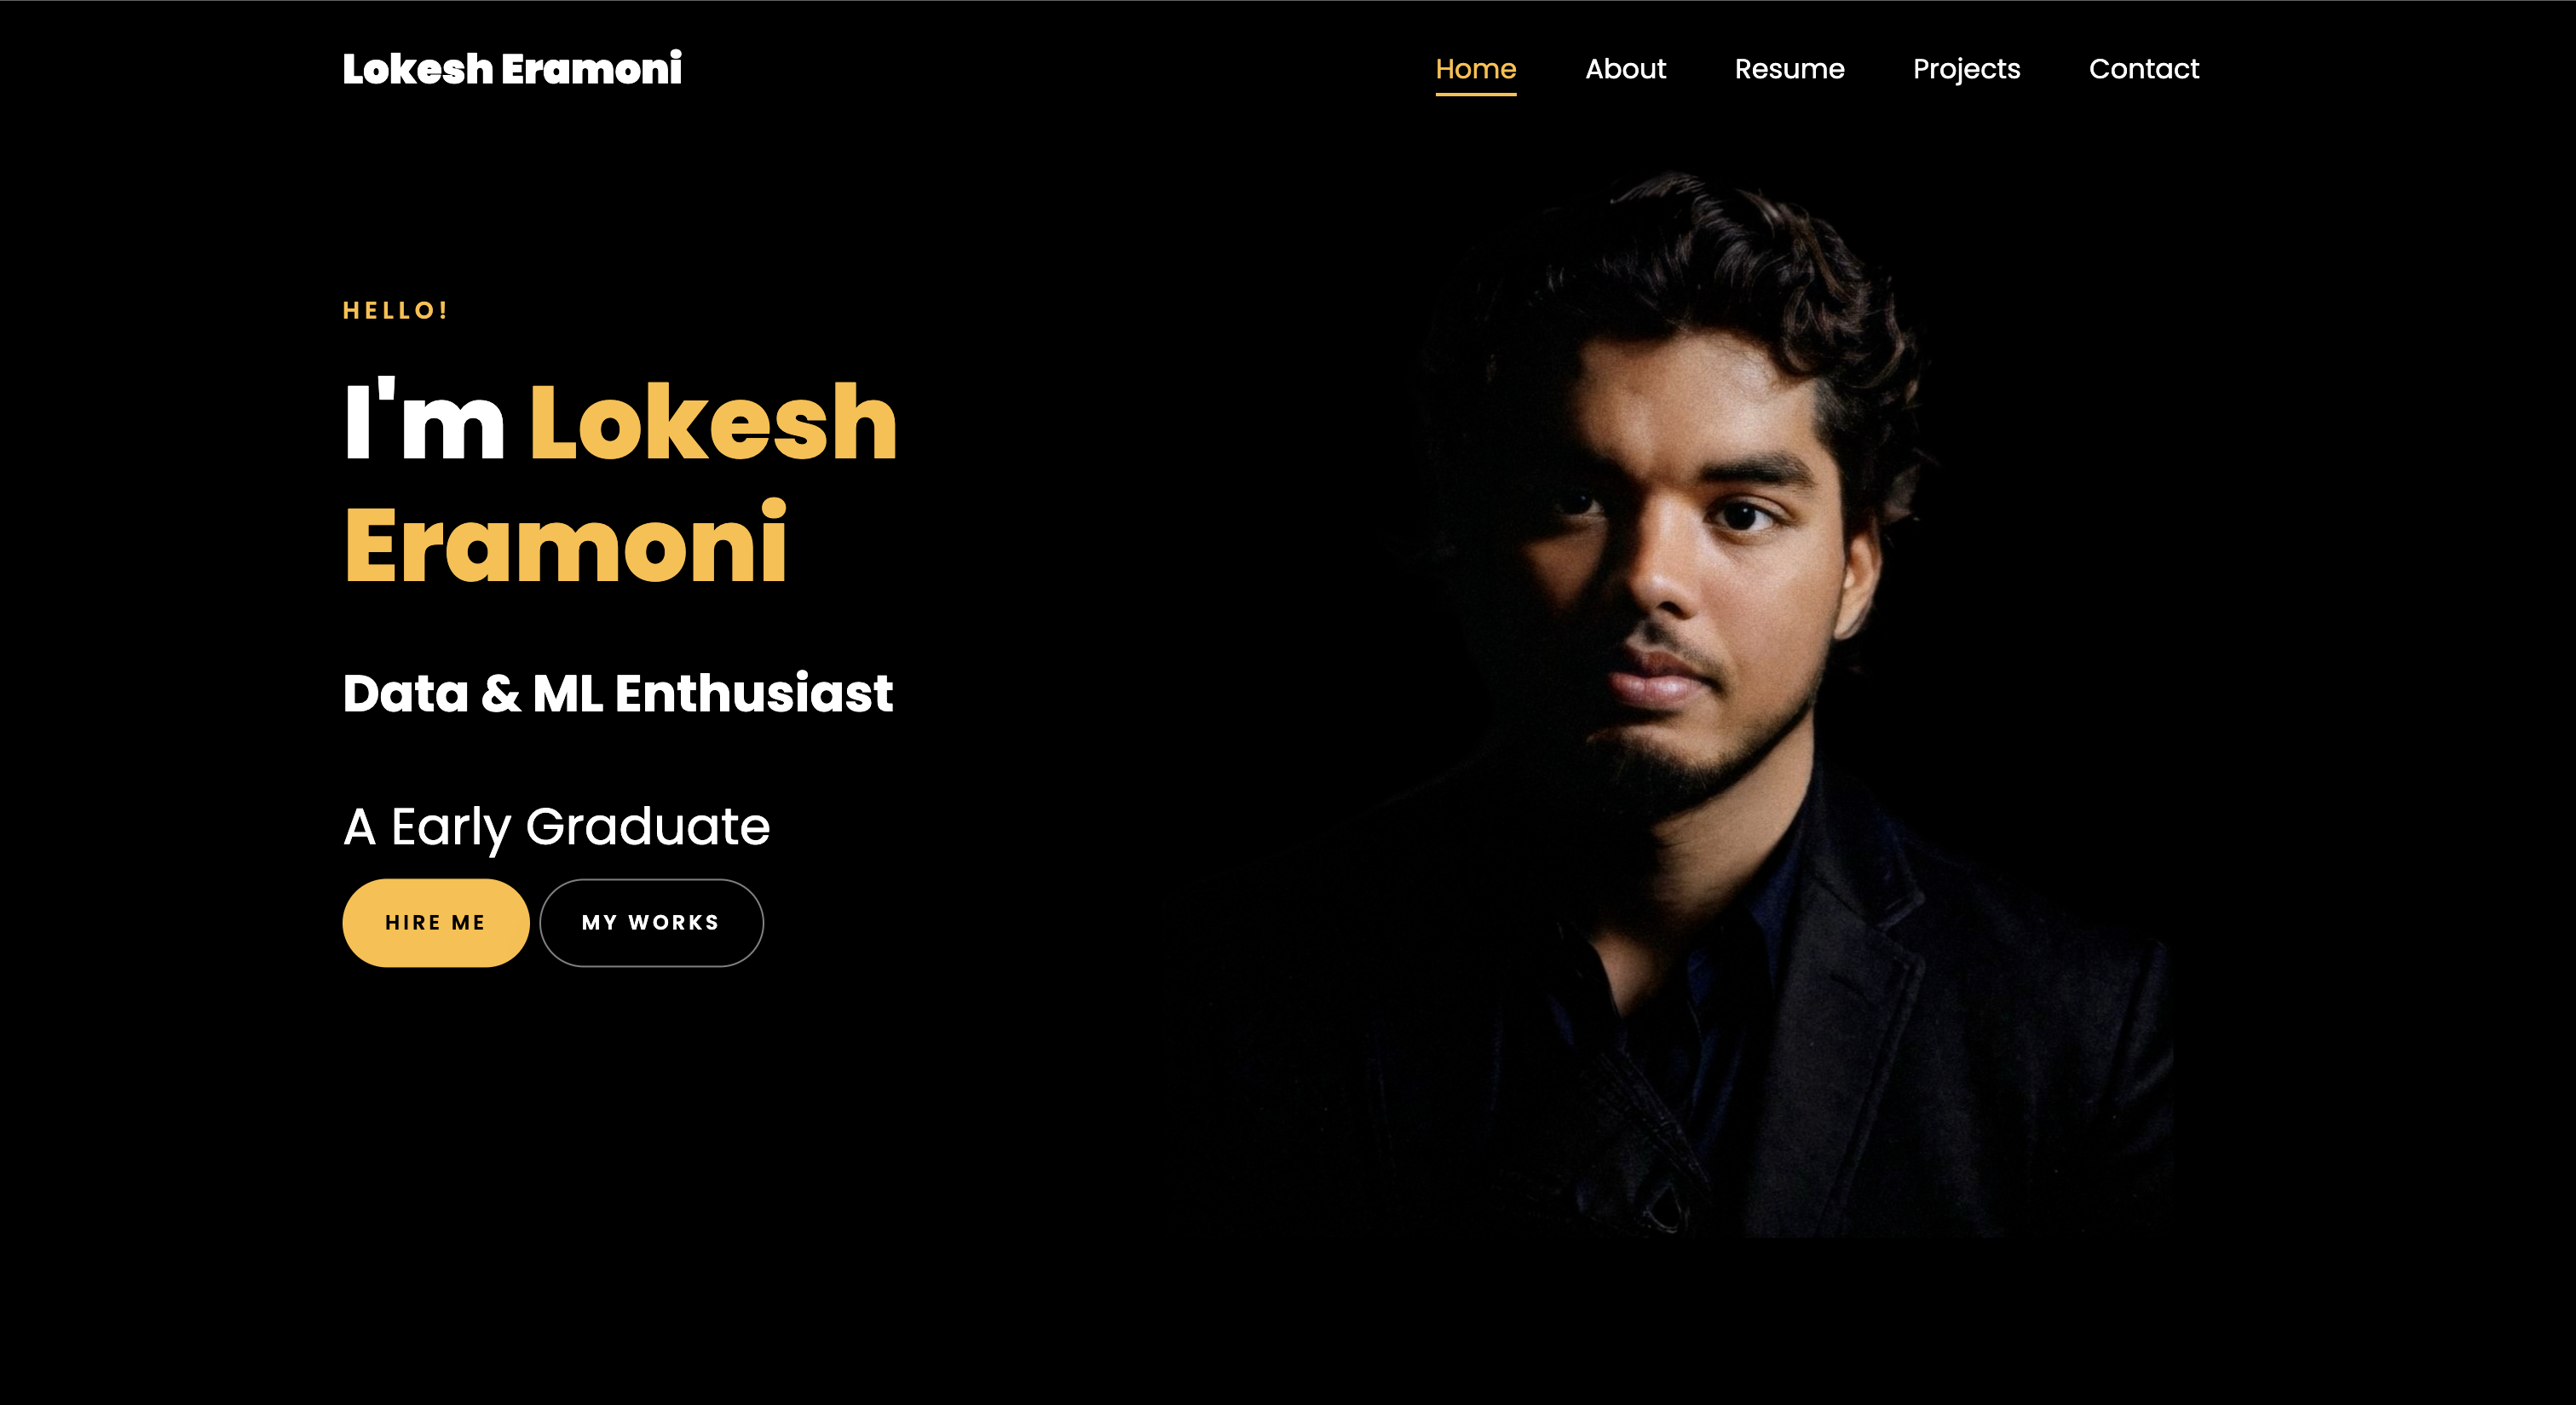 Lokesh Eramoni
Home About Resume Projects Contact
HELLO!
I'm Lokesh
Eramoni
Data & ML Enthusiast
A Early Graduate
HIRE ME MY WORKS